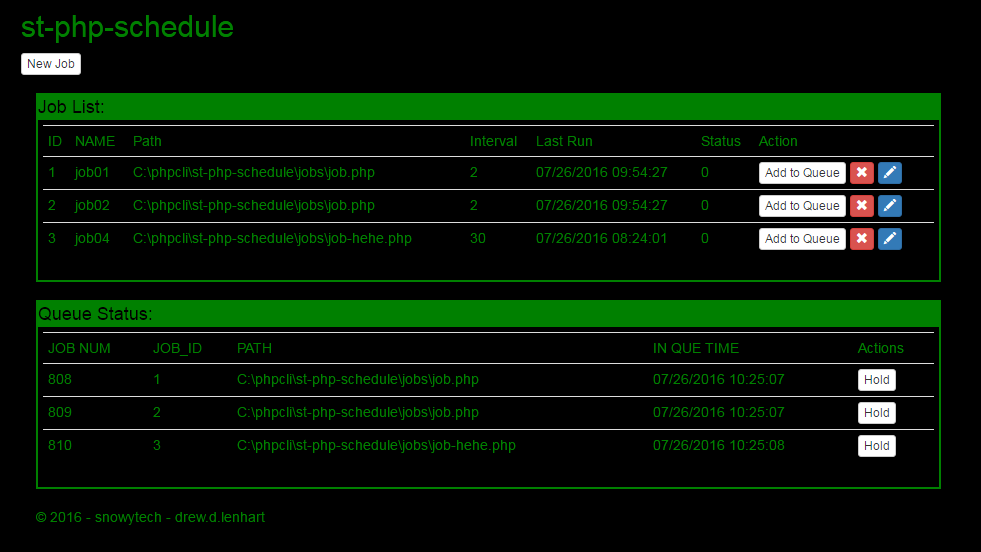 st-php-schedule
New Job
Job List:
ID NAME Path Interval Last Run Status Action
1 job01 C:\phpcli\st-php-schedule\jobs\job.php 2 07/26/2016 09:54:27 0 Add to Queue
2 job02 C:\phpcli\st-php-schedule\jobs\job.php 2 07/26/2016 09:54:27 0 Add to Queue
3 job04 C:\phpcli\st-php-schedule\jobs\job-hehe.php 30 07/26/2016 08:24:01 0 Add to Queue
Queue Status:
JOB NUM JOB_ID PATH IN QUE TIME Actions
808 1 C:\phpcli\st-php-schedule\jobs\job.php 07/26/2016 10:25:07 Hold
809 2 C:\phpcli\st-php-schedule\jobs\job.php 07/26/2016 10:25:07 Hold
810 3 C:\phpcli\st-php-schedule\jobs\job-hehe.php 07/26/2016 10:25:08 Hold
© 2016 - snowytech - drew.d.lenhart